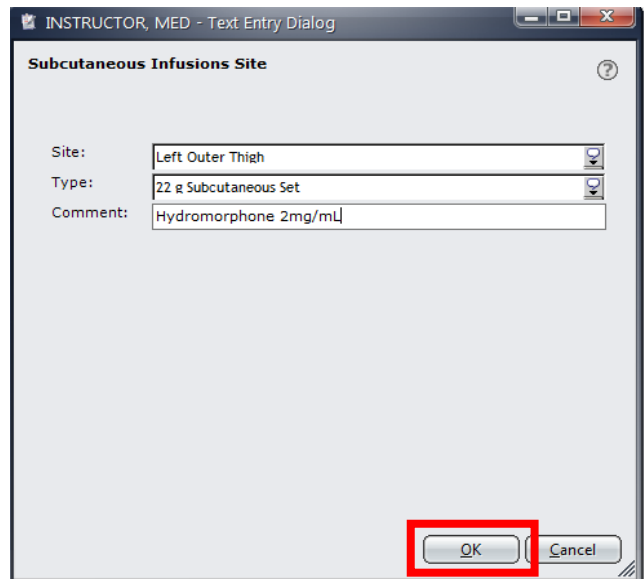 INSTRUCTOR, MED - Text Entry Dialog
Subcutaneous Infusions Site
?
Site: Left Outer Thigh
Type: 22 g Subcutaneous Set
Comment: Hydromorphone 2mg/mL
OK Cancel